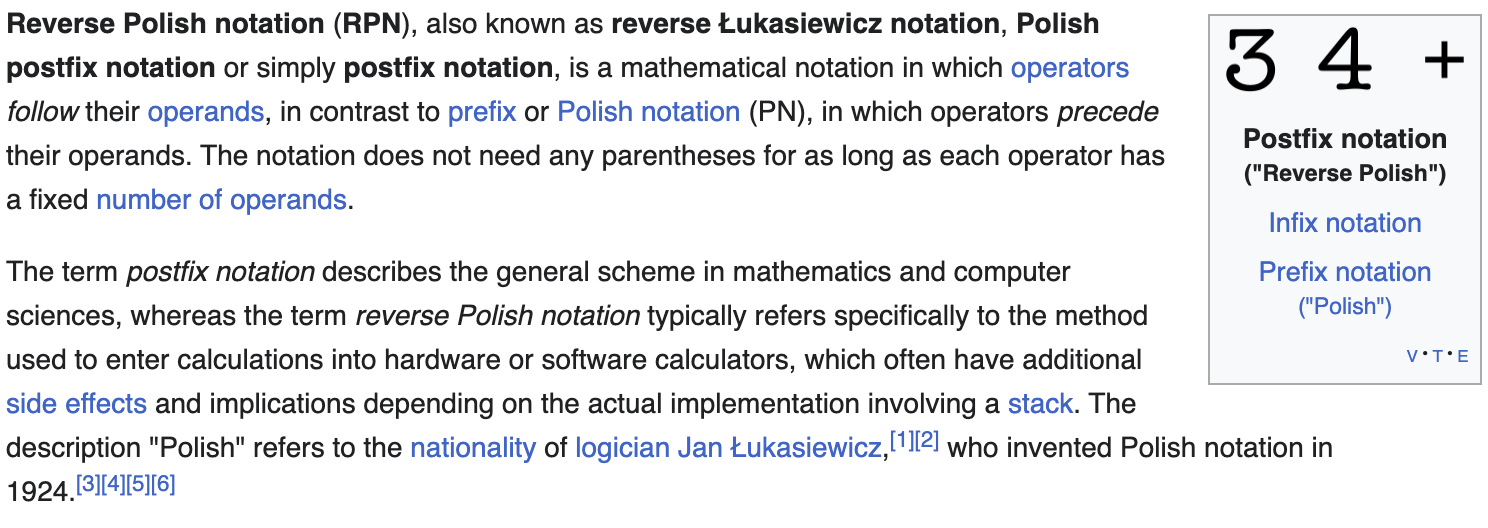 Reverse Polish notation (RPN), also known as reverse Łukasiewicz notation, Polish
postfix notation or simply postfix notation, is a mathematical notation in which operators
follow their operands, in contrast to prefix or Polish notation (PN), in which operators precede
their operands. The notation does not need any parentheses for as long as each operator has
a fixed number of operands.
The term postfix notation describes the general scheme in mathematics and computer
sciences, whereas the term reverse Polish notation typically refers specifically to the method
used to enter calculations into hardware or software calculators, which often have additional
side effects and implications depending on the actual implementation involving a stack. The
description "Polish" refers to the nationality of logician Jan Łukasiewicz,[1][2] who invented Polish notation in
1924.[3][4][5][6]
3 4 +
Postfix notation
("Reverse Polish")
Infix notation
Prefix notation
("Polish")
V · T · E